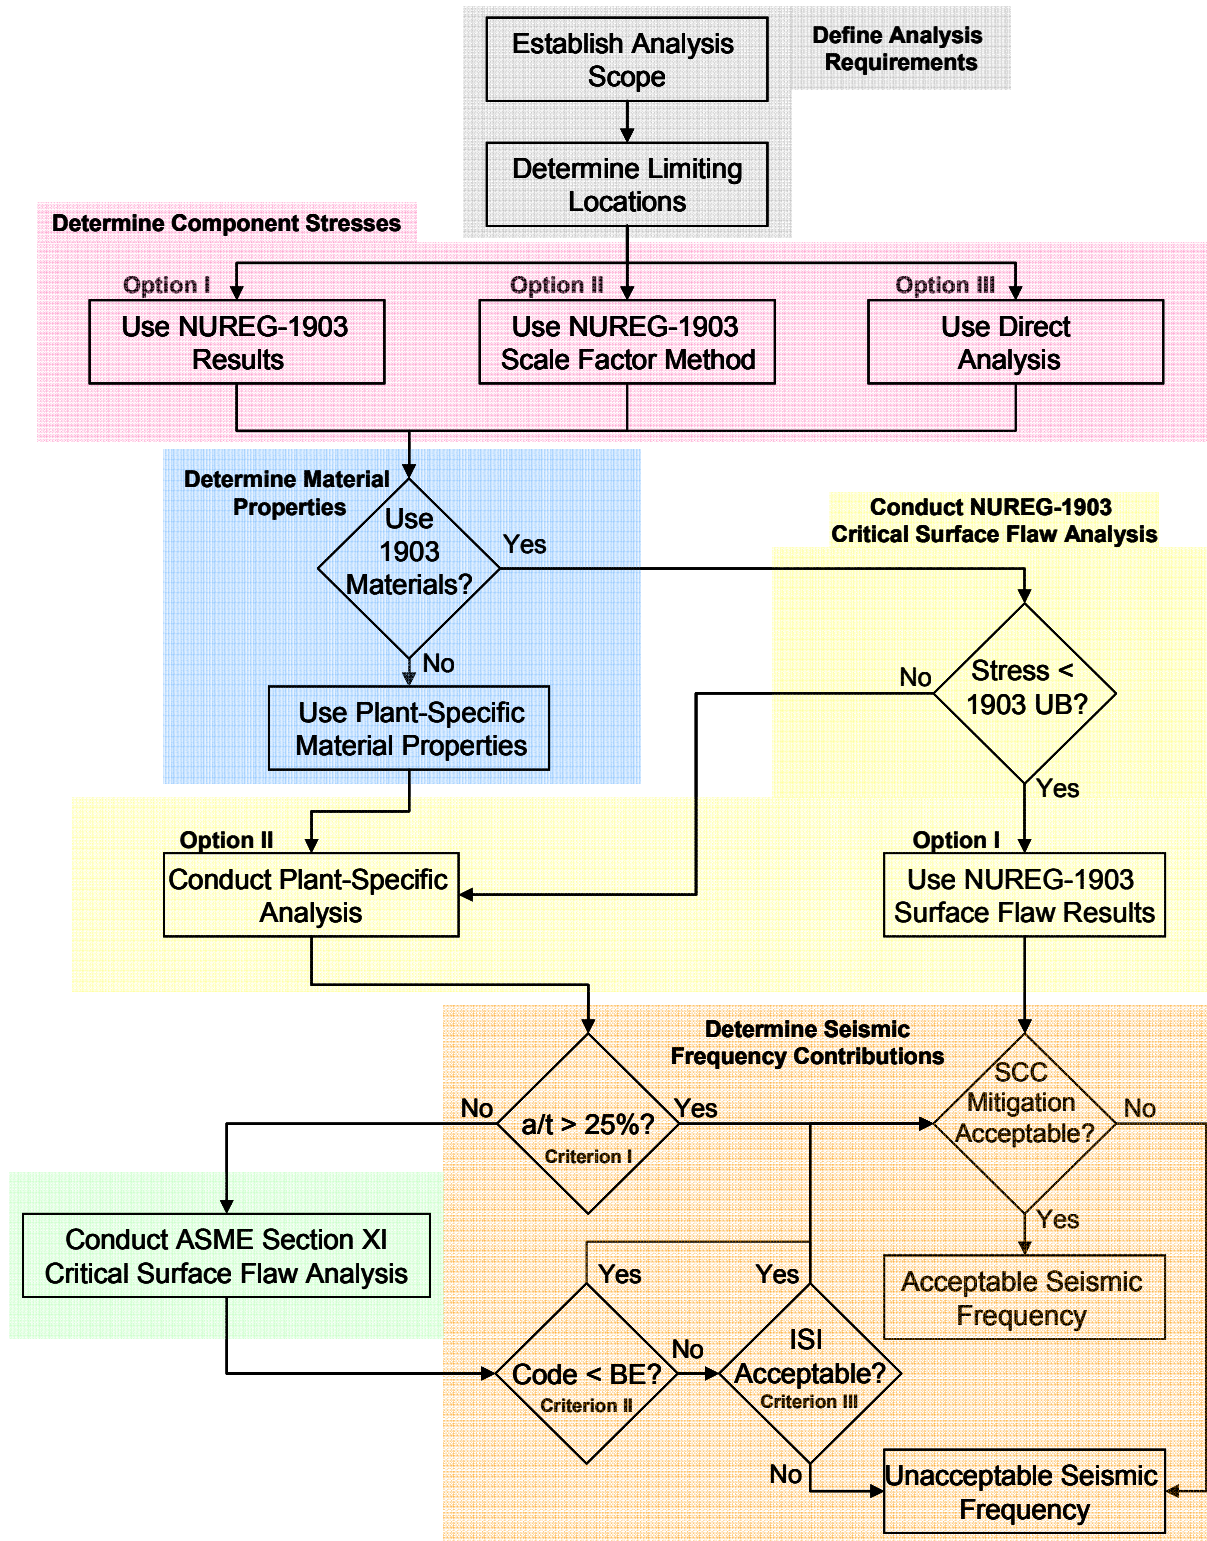 Establish Analysis
Scope
Define Analysis
Requirements
Determine Limiting
Locations
Determine Component Stresses
Option I
Option II
Option III
Use NUREG-1903
Results
Use NUREG-1903
Scale Factor Method
Use Direct
Analysis
Determine Material
Properties
Use
1903
Materials?
Yes
No
Use Plant-Specific
Material Properties
Conduct NUREG-1903
Critical Surface Flaw Analysis
Stress <
1903 UB?
No
Yes
Option II
Conduct Plant-Specific
Analysis
Option I
Use NUREG-1903
Surface Flaw Results
Determine Seismic
Frequency Contributions
a/t > 25%?
Criterion I
No
Yes
SCC
Mitigation
Acceptable?
No
Yes
Conduct ASME Section XI
Critical Surface Flaw Analysis
Acceptable Seismic
Frequency
Yes
Yes
Code < BE?
Criterion II
No
ISI
Acceptable?
Criterion III
No
Unacceptable Seismic
Frequency